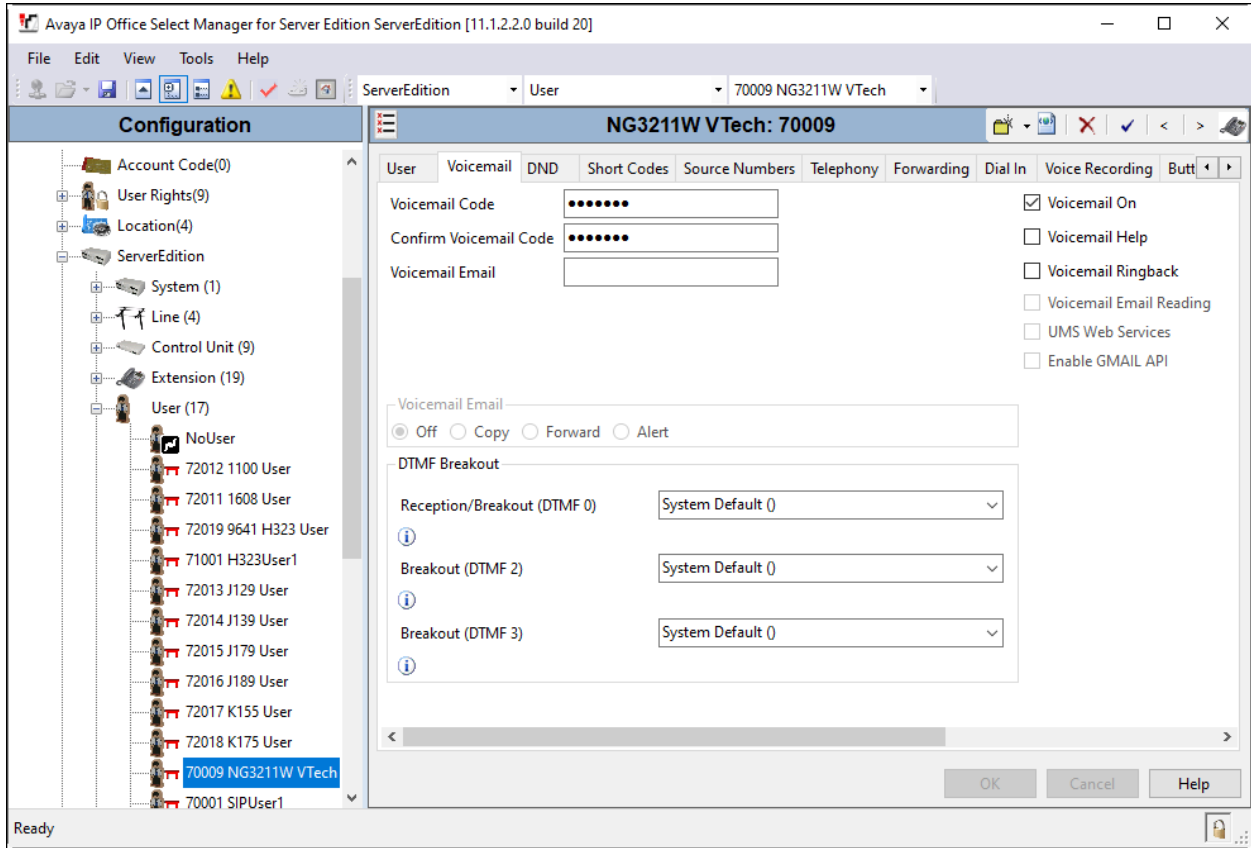 Avaya IP Office Select Manager for Server Edition ServerEdition [11.1.2.2.0 build 20]
File Edit View Tools Help
ServerEdition User 70009 NG3211W VTech
Configuration
NG3211W VTech: 70009
Account Code(0)
User Rights(9)
Location(4)
ServerEdition
System (1)
Line (4)
Control Unit (9)
Extension (19)
User (17)
NoUser
72012 1100 User
72011 1608 User
72019 9641 H323 User
71001 H323User1
72013 J129 User
72014 J139 User
72015 J179 User
72016 J189 User
72017 K155 User
72018 K175 User
70009 NG3211W VTech
70001 SIPUser1
User Voicemail DND Short Codes Source Numbers Telephony Forwarding Dial In Voice Recording Butt
Voicemail Code ●●●●●●●
Confirm Voicemail Code ●●●●●●●
Voicemail Email
Voicemail On
Voicemail Help
Voicemail Ringback
Voicemail Email Reading
UMS Web Services
Enable GMAIL API
Voicemail Email
Off Copy Forward Alert
DTMF Breakout
Reception/Breakout (DTMF 0) System Default ()
Breakout (DTMF 2) System Default ()
Breakout (DTMF 3) System Default ()
OK Cancel Help
Ready